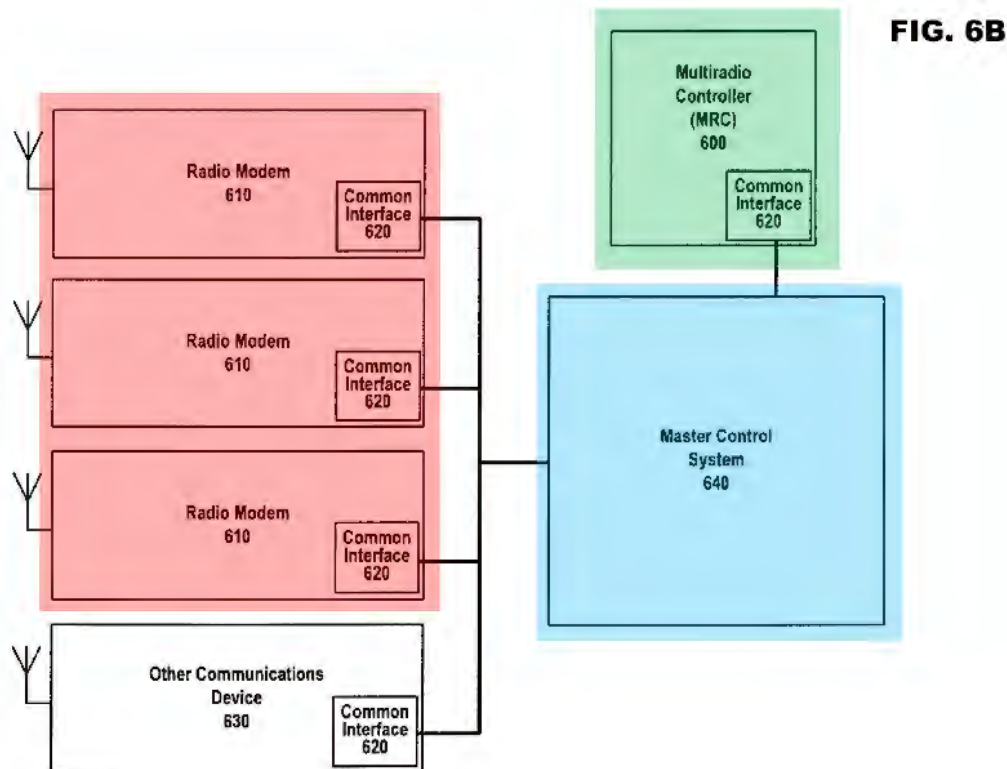 FIG. 6B
Multiradio
Controller
(MRC)
600
Common
Interface
620
Radio Modem
610
Common
Interface
620
Radio Modem
610
Common
Interface
620
Radio Modem
610
Common
Interface
620
Master Control
System
640
Other Communications
Device
630
Common
Interface
620